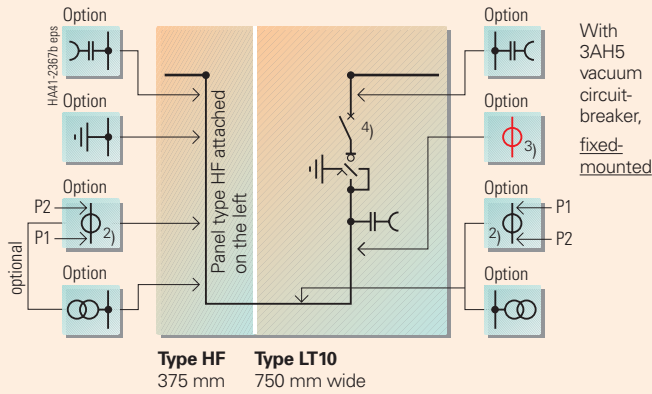 Option
HA41-2367b eps
Option
Option
P2
P1
2)
optional
Option
Panel type HF attached
on the left
4)
Type HF
375 mm
Type LT10
750 mm wide
Option
Option
3)
Option
2)
P1
P2
Option
With
3AH5
vacuum
circuit-
breaker,
fixed-
mounted